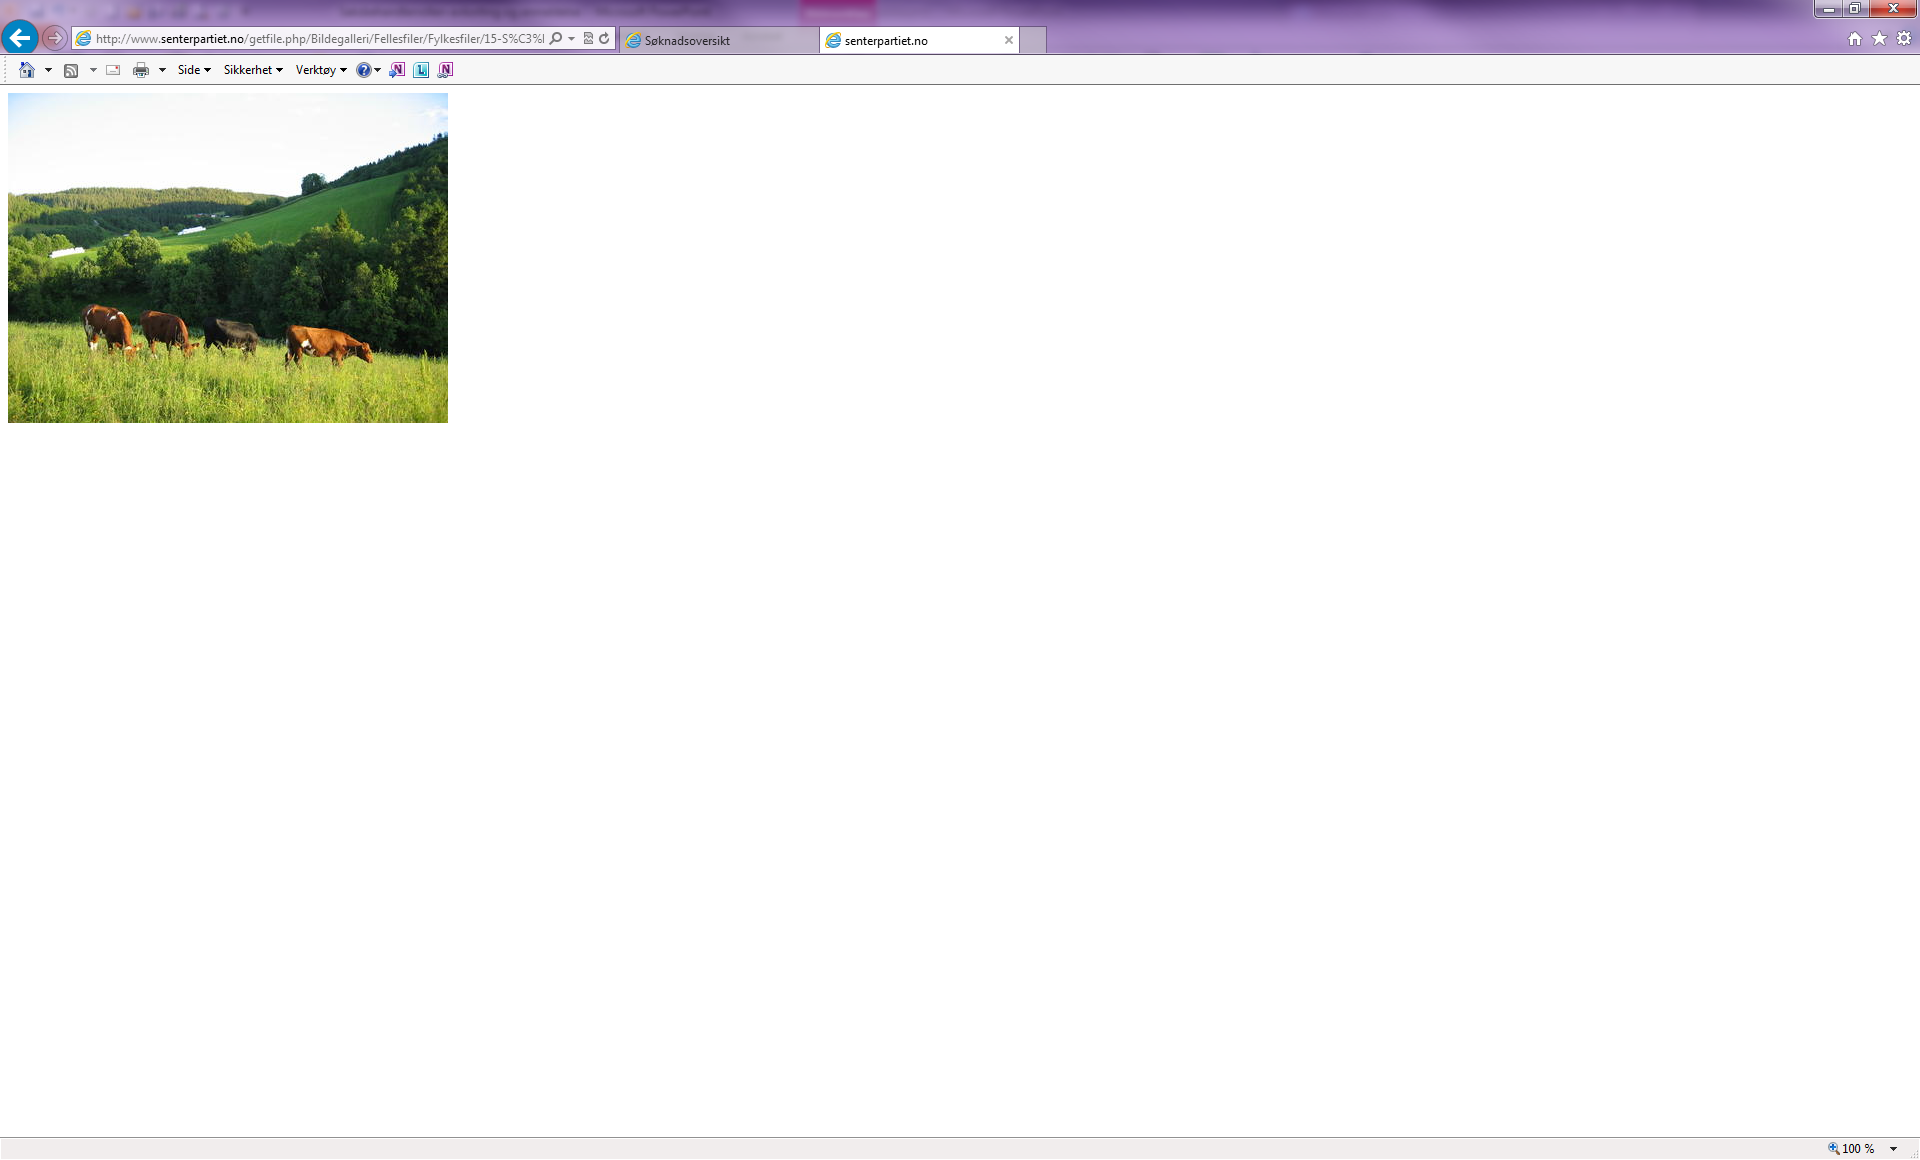 http://www.senterpartiet.no/getfile.php/Bildegalleri/Fellesfiler/Fylkesfiler/15-S%C3%
Søknadsoversikt
senterpartiet.no
Side
Sikkerhet
Verktøy
100 %